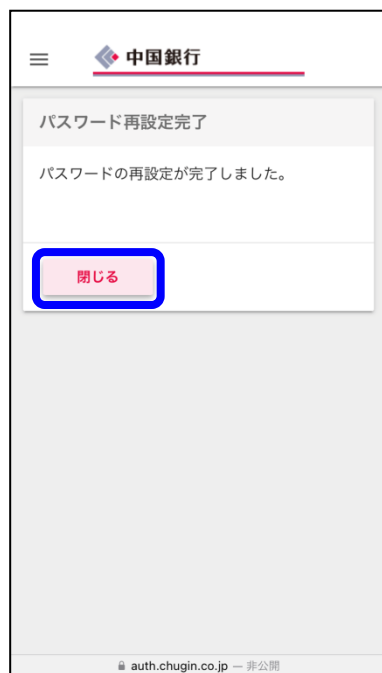 中国銀行
パスワード再設定完了
パスワードの再設定が完了しました。
閉じる
auth.chugin.co.jp — 非公開